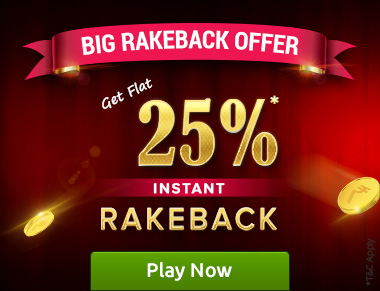 BIG RAKEBACK OFFER
Get Flat
25%*
INSTANT
RAKEBACK
Play Now
*T&C Apply